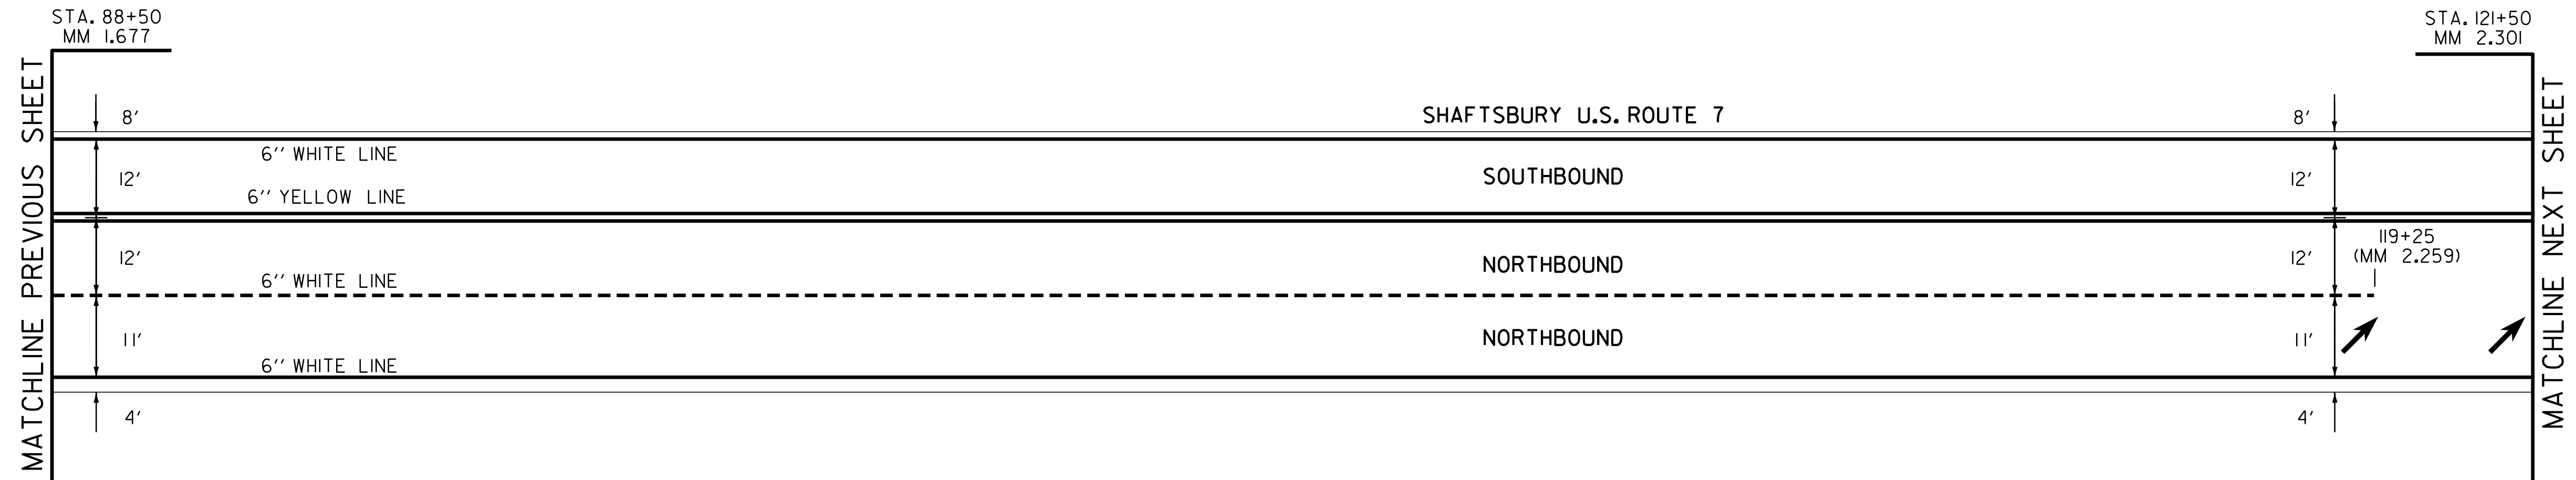 STA. 88+50
MM 1.677
STA. 121+50
MM 2.301
MATCHLINE PREVIOUS SHEET
MATCHLINE NEXT SHEET
8'
SHAFTSBURY U.S. ROUTE 7
8'
6'' WHITE LINE
12'
SOUTHBOUND
12'
6'' YELLOW LINE
119+25
(MM 2.259)
12'
NORTHBOUND
12'
6'' WHITE LINE
11'
NORTHBOUND
11'
6'' WHITE LINE
4'
4'